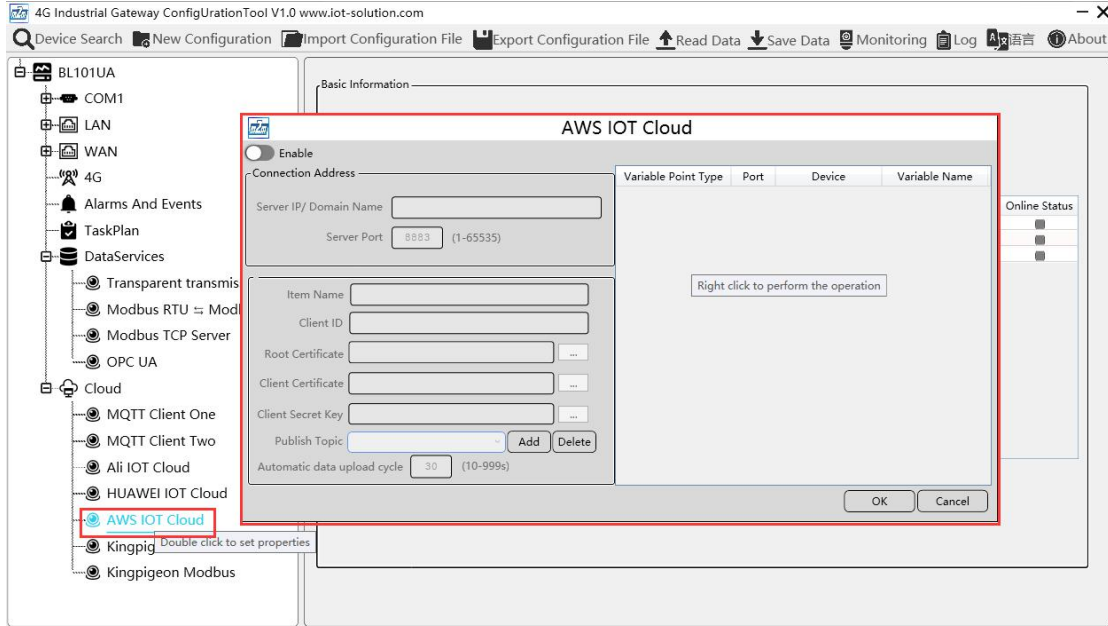 4G Industrial Gateway ConfigUrationTool V1.0 www.iot-solution.com
Device Search New Configuration Import Configuration File Export Configuration File Read Data Save Data Monitoring Log 语言 About
BL101UA
COM1
LAN
WAN
4G
Alarms And Events
TaskPlan
DataServices
Transparent transmis
Modbus RTU ⇆ Mod
Modbus TCP Server
OPC UA
Cloud
MQTT Client One
MQTT Client Two
Ali IOT Cloud
HUAWEI IOT Cloud
AWS IOT Cloud
Kingpig
Double click to set properties
Kingpigeon Modbus
Basic Information
Online Status
AWS IOT Cloud
Enable
Connection Address
Server IP/ Domain Name
Server Port 8883 (1-65535)
Item Name
Client ID
Root Certificate ...
Client Certificate ...
Client Secret Key ...
Publish Topic Add Delete
Automatic data upload cycle 30 (10-999s)
Variable Point Type Port Device Variable Name
Right click to perform the operation
OK Cancel